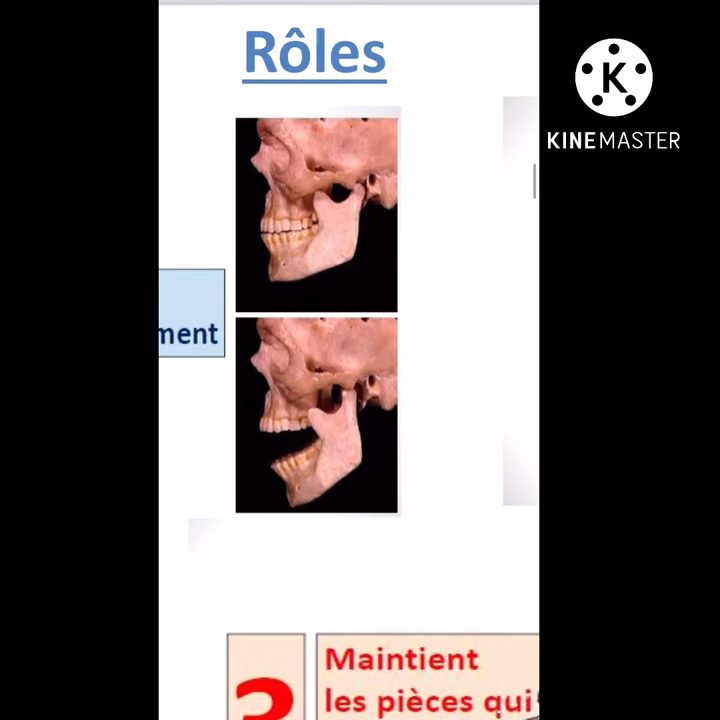 Rôles
KINEMASTER
ment
Maintient
les pièces qui